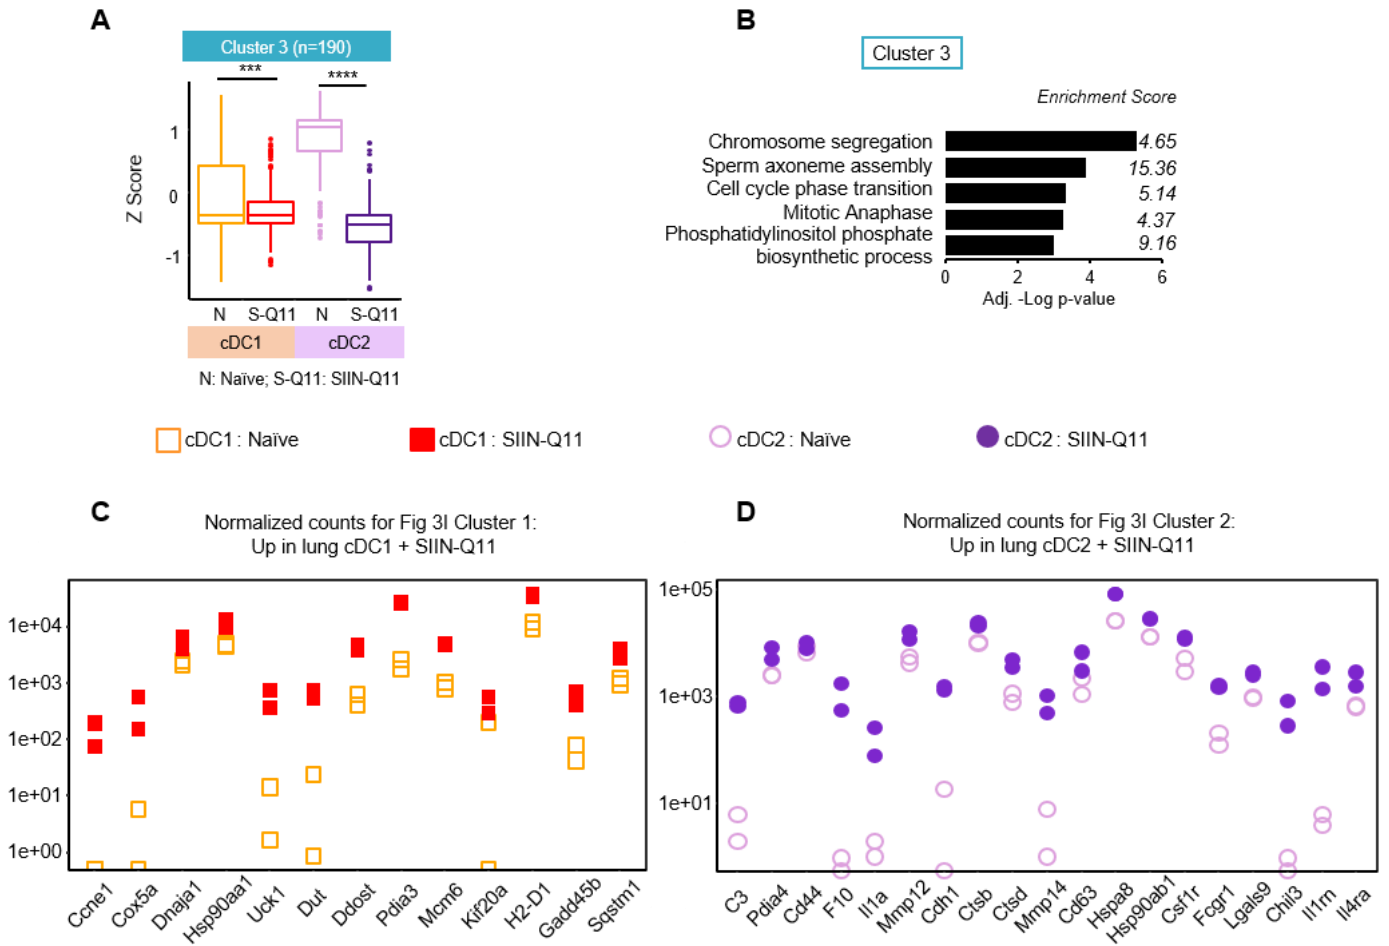 A
Cluster 3 (n=190)
***
****
Z Score
1
0
-1
N
S-Q11
N
S-Q11
cDC1
cDC2
N: Naïve; S-Q11: SIIN-Q11
B
Cluster 3
Enrichment Score
Chromosome segregation
4.65
Sperm axoneme assembly
15.36
Cell cycle phase transition
5.14
Mitotic Anaphase
4.37
Phosphatidylinositol phosphate
biosynthetic process
9.16
0
2
4
6
Adj. -Log p-value
cDC1 : Naïve
cDC1 : SIIN-Q11
cDC2 : Naïve
cDC2 : SIIN-Q11
C
Normalized counts for Fig 3I Cluster 1:
Up in lung cDC1 + SIIN-Q11
1e+04
1e+03
1e+02
1e+01
1e+00
Ccne1
Cox5a
Dnaja1
Hsp90aa1
Uck1
Dut
Ddost
Pdia3
Mcm6
Kif20a
H2-D1
Gadd45b
Sqstm1
D
Normalized counts for Fig 3I Cluster 2:
Up in lung cDC2 + SIIN-Q11
1e+05
1e+03
1e+01
C3
Pdia4
Cd44
F10
Il1a
Mmp12
Cdh1
Ctsb
Ctsd
Mmp14
Cd63
Hspa8
Hsp90ab1
Csf1r
Fcgr1
Lgals9
Chil3
Il1rn
Il4ra